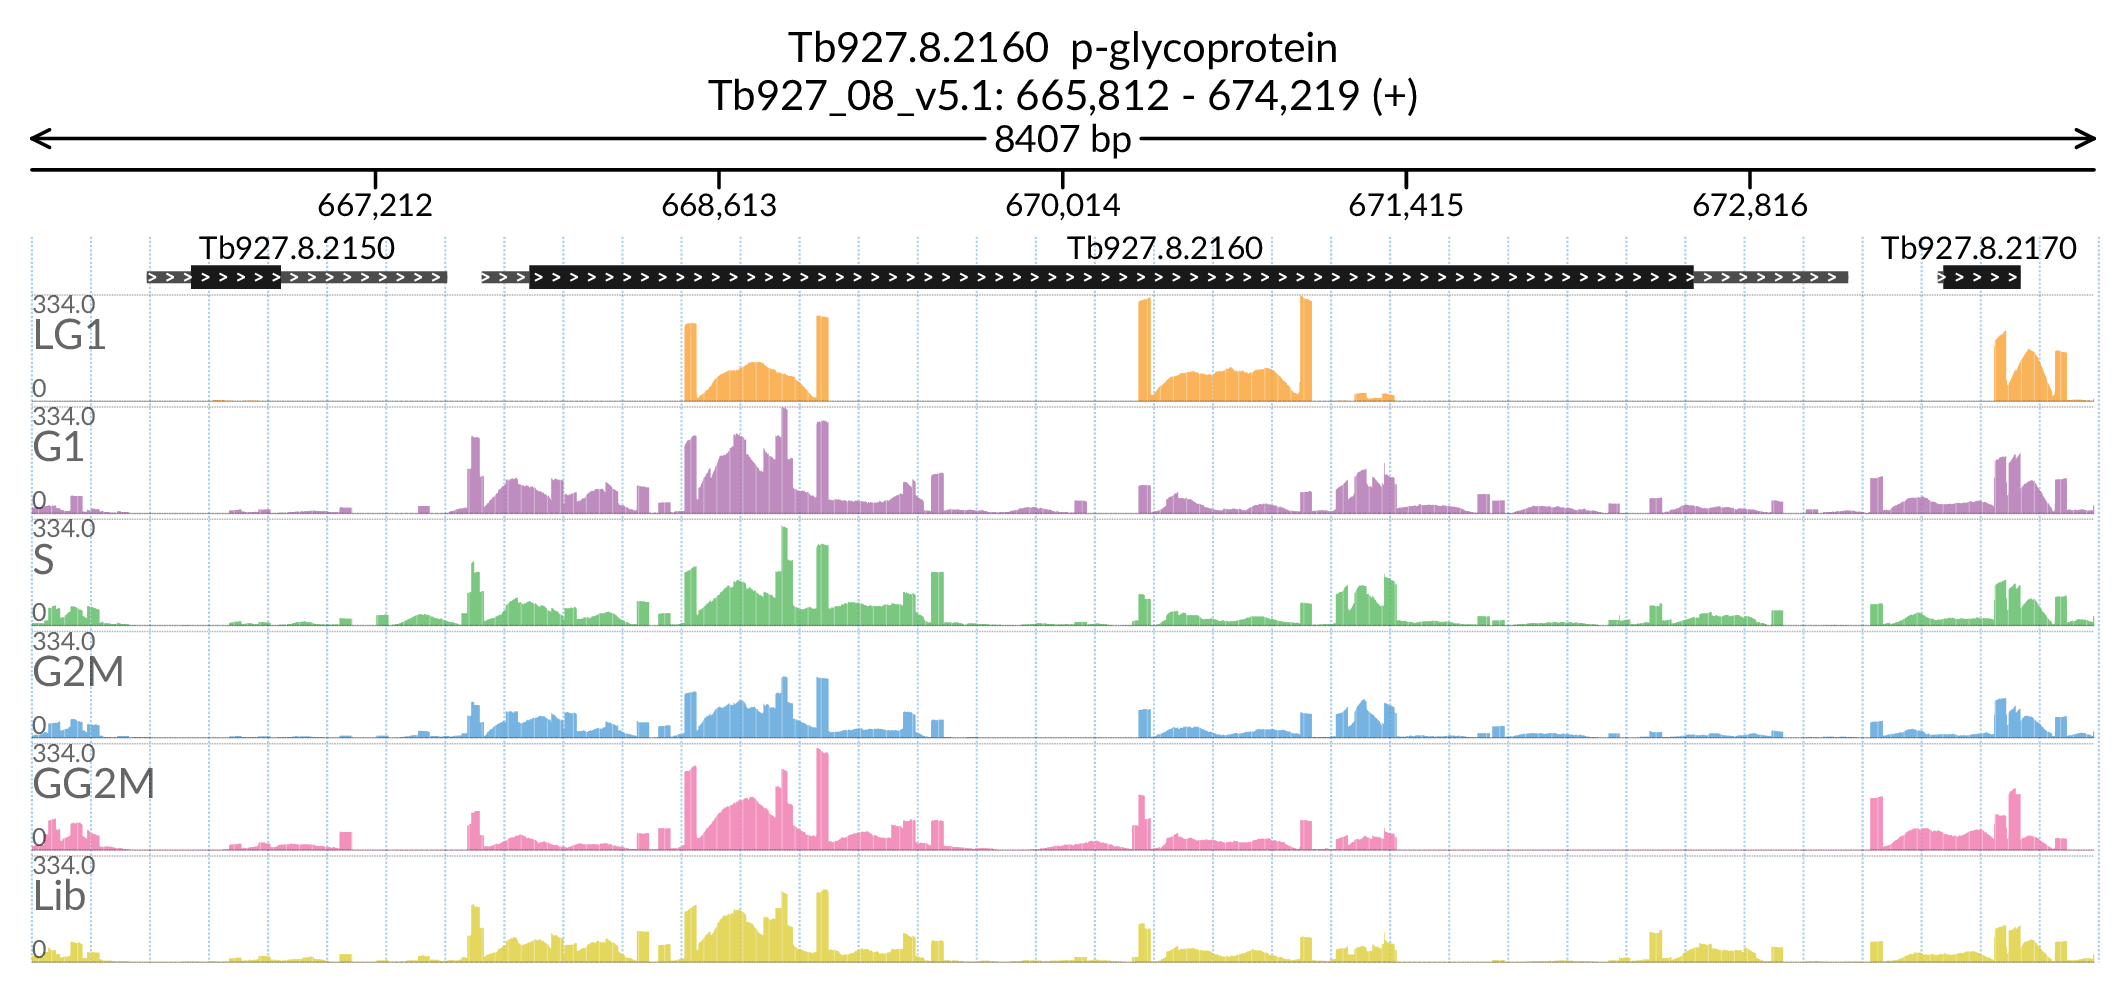 Tb927.8.2160 p-glycoprotein
Tb927_08_v5.1: 665,812 - 674,219 (+)
8407 bp
667,212 668,613 670,014 671,415 672,816
Tb927.8.2150 Tb927.8.2160 Tb927.8.2170
334.0
LG1
0
334.0
G1
0
334.0
S
0
334.0
G2M
0
334.0
GG2M
0
334.0
Lib
0